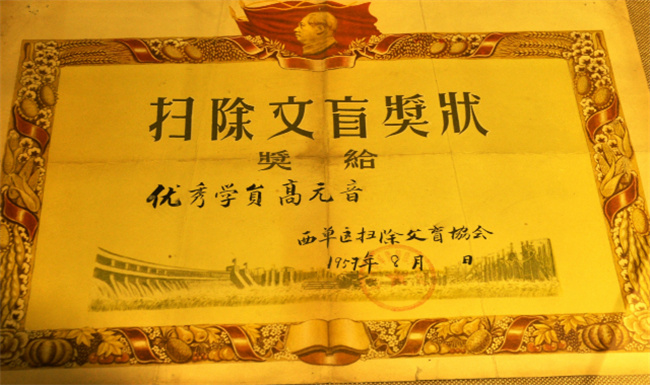 扫除文盲奬狀
奬給
优秀学員高元音
西单区扫除文盲協会
1957年8月 日